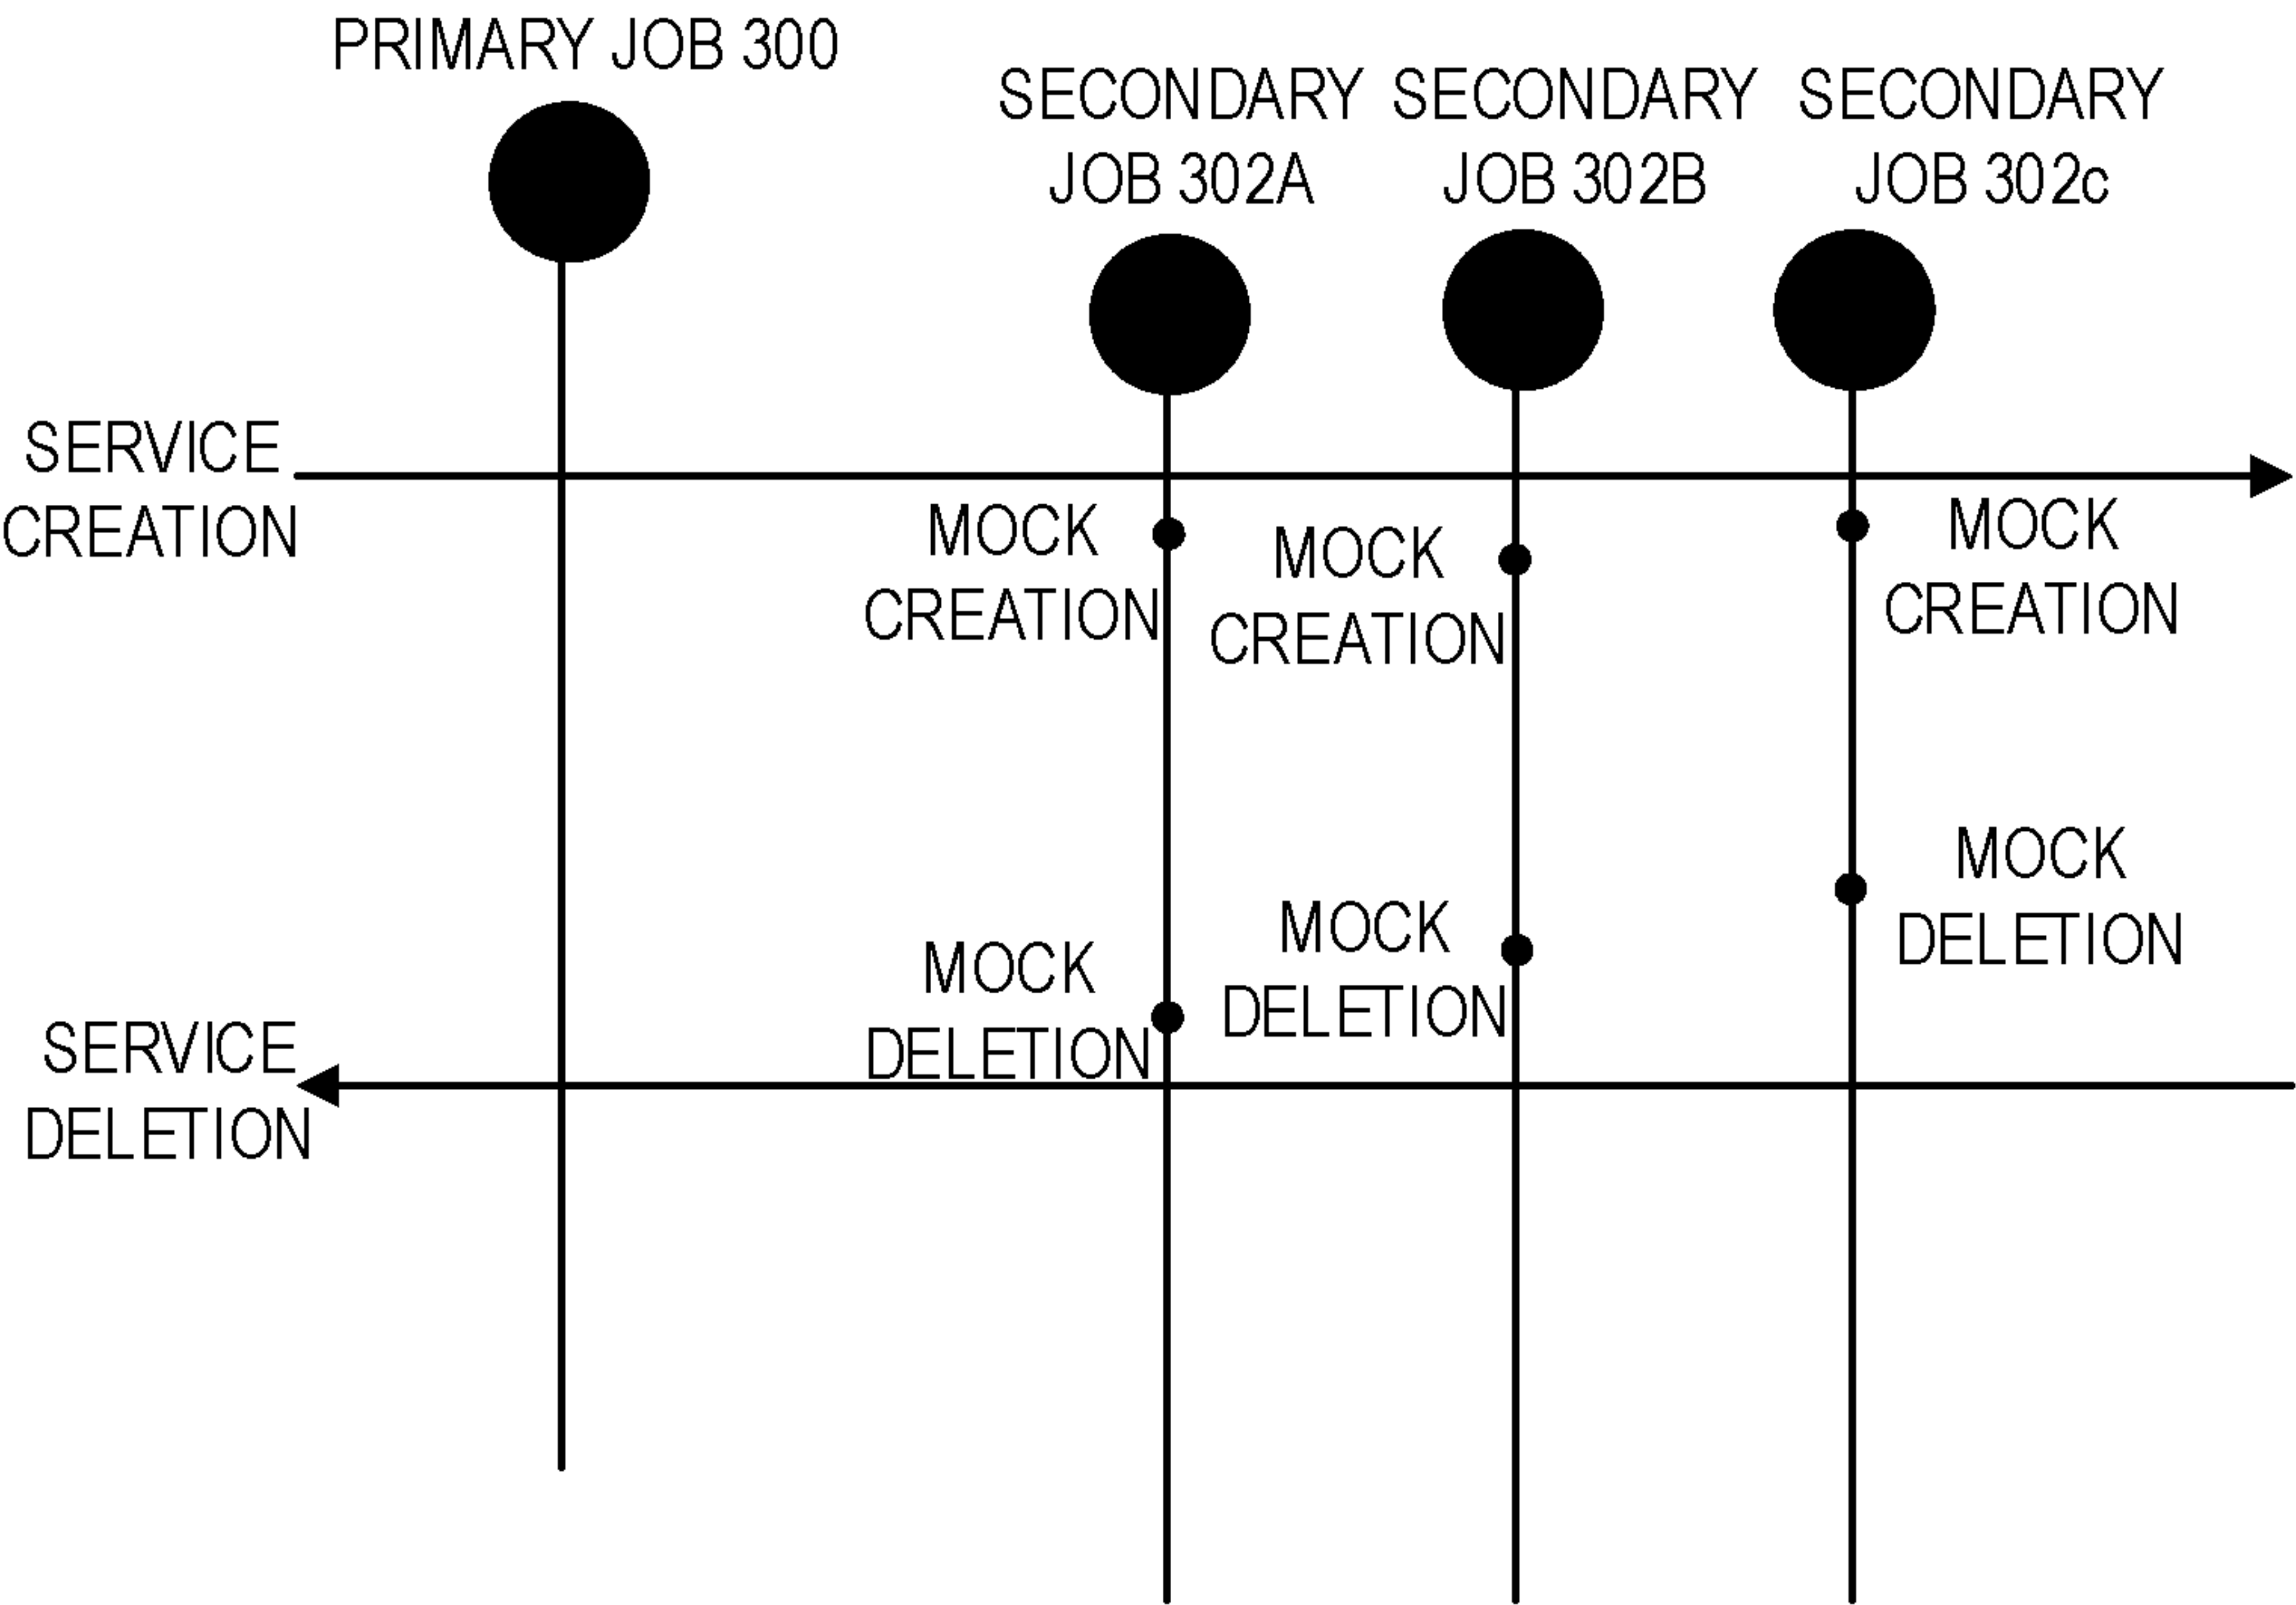 PRIMARY JOB 300
SECONDARY
JOB 302A
SECONDARY
JOB 302B
SECONDARY
JOB 302c
SERVICE
CREATION
MOCK
CREATION
MOCK
CREATION
MOCK
CREATION
MOCK
DELETION
MOCK
DELETION
MOCK
DELETION
SERVICE
DELETION